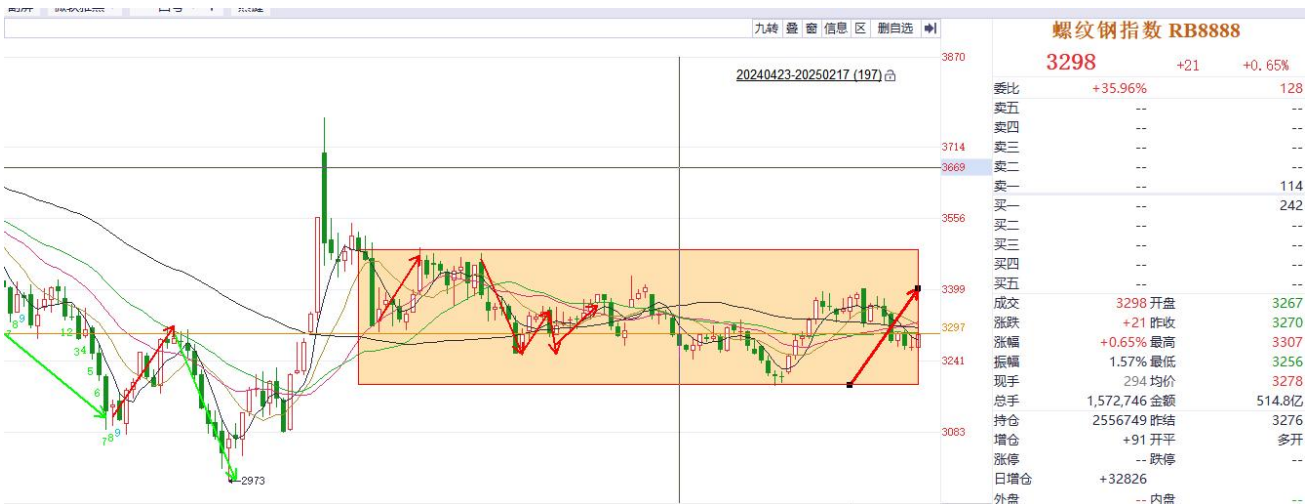 九转 叠 窗 信息 区 删自选
螺纹钢指数 RB8888
3298 +21 +0.65%
20240423-20250217 (197)
3870
3714
3669
3556
3399
3297
3241
3083
2973
789
12
34
5
6
789
委比 +35.96% 128
卖五 -- --
卖四 -- --
卖三 -- --
卖二 -- --
卖一 -- 114
买一 -- 242
买二 -- --
买三 -- --
买四 -- --
买五 -- --
成交 3298 开盘 3267
涨跌 +21 昨收 3270
涨幅 +0.65% 最高 3307
振幅 1.57% 最低 3256
现手 294 均价 3278
总手 1,572,746 金额 514.8亿
持仓 2556749 昨结 3276
增仓 +91 开平 多开
涨停 -- 跌停 --
日增仓 +32826
外盘 -- 内盘 --